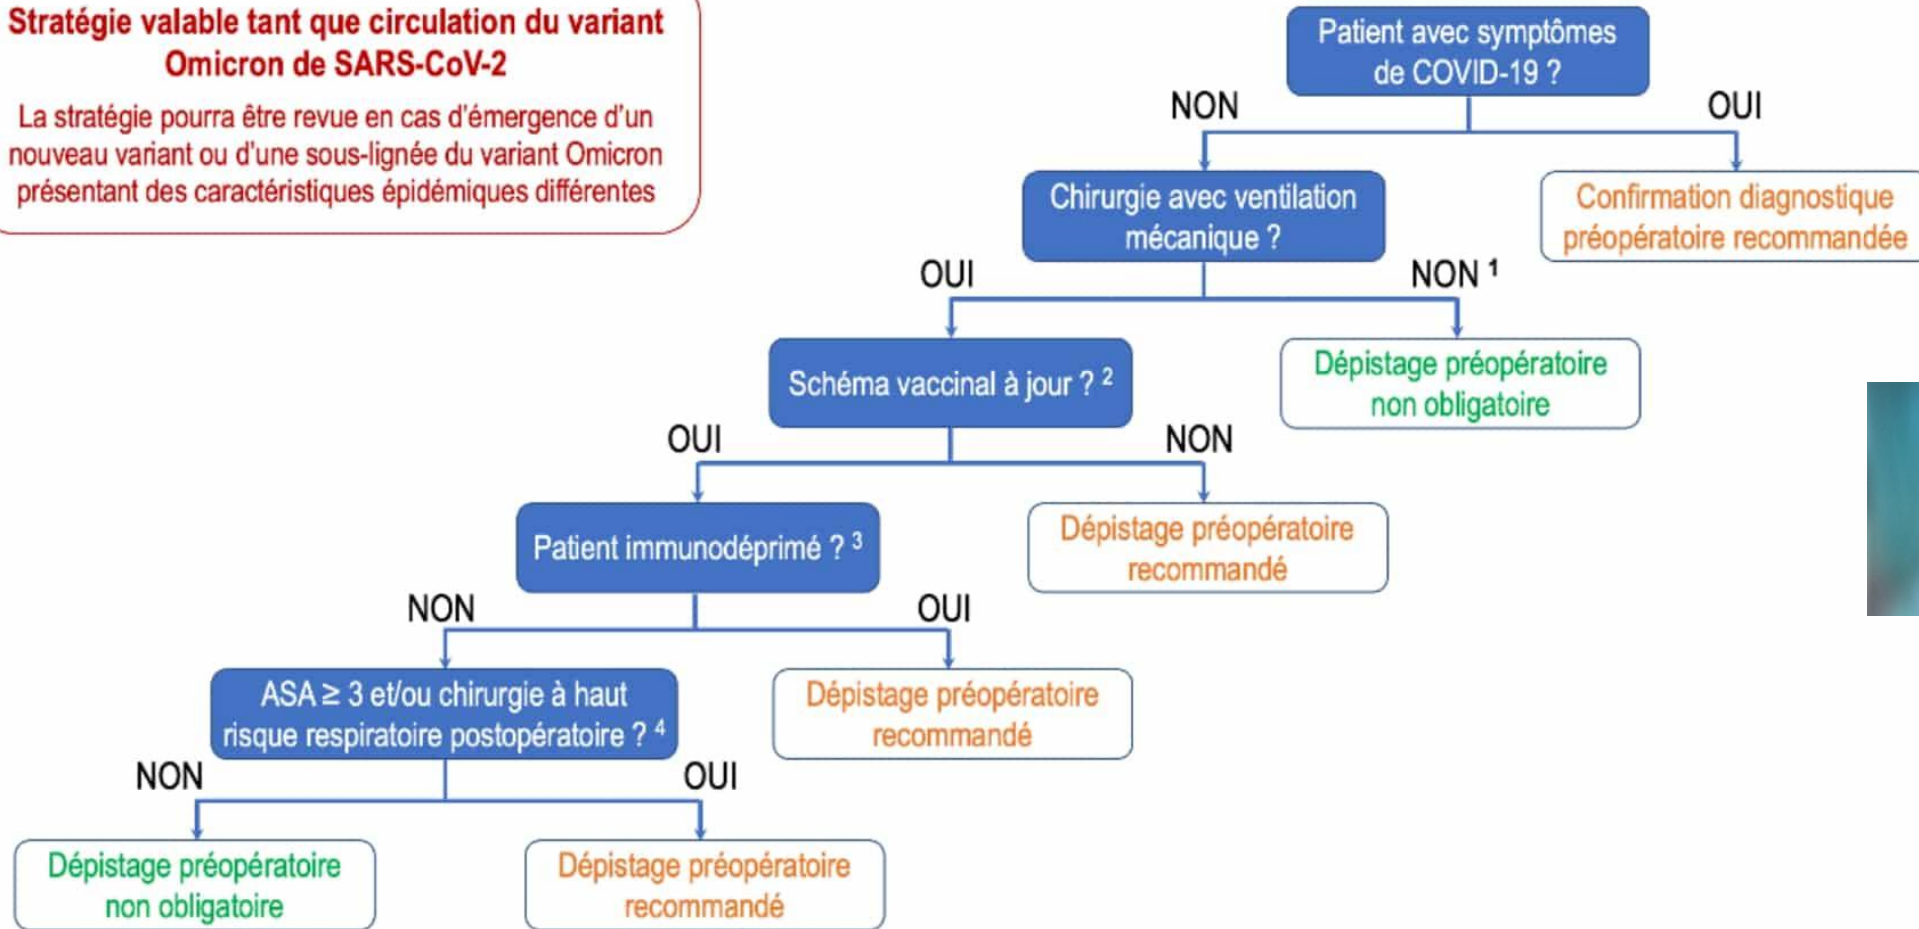 Stratégie valable tant que circulation du variant
Omicron de SARS-CoV-2
La stratégie pourra être revue en cas d'émergence d'un
nouveau variant ou d'une sous-lignée du variant Omicron
présentant des caractéristiques épidémiques différentes
Patient avec symptômes
de COVID-19 ?
NON
OUI
Chirurgie avec ventilation
mécanique ?
Confirmation diagnostique
préopératoire recommandée
OUI
NON ¹
Schéma vaccinal à jour ? ²
Dépistage préopératoire
non obligatoire
OUI
NON
Patient immunodéprimé ? ³
Dépistage préopératoire
recommandé
NON
OUI
ASA ≥ 3 et/ou chirurgie à haut
risque respiratoire postopératoire ? ⁴
Dépistage préopératoire
recommandé
NON
OUI
Dépistage préopératoire
non obligatoire
Dépistage préopératoire
recommandé